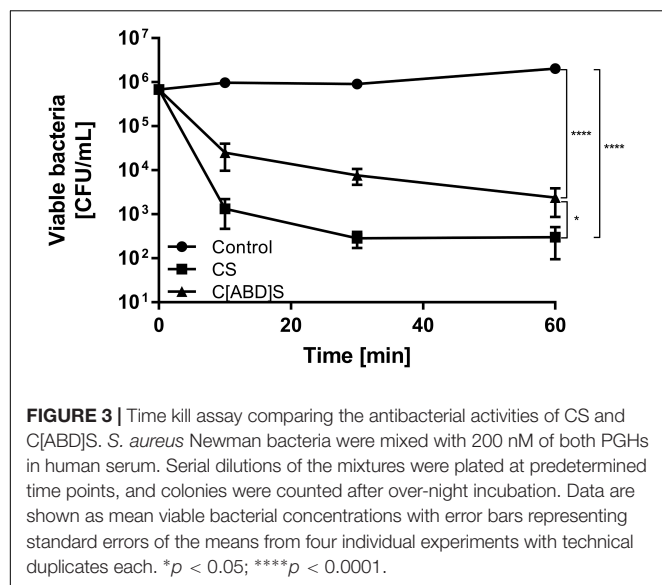 10⁷
10⁶
10⁵
10⁴
10³
10²
10¹
Viable bacteria
[CFU/mL]
Control
CS
C[ABD]S
****
****
*
0
20
40
60
Time [min]
FIGURE 3 | Time kill assay comparing the antibacterial activities of CS and
C[ABD]S. S. aureus Newman bacteria were mixed with 200 nM of both PGHs
in human serum. Serial dilutions of the mixtures were plated at predetermined
time points, and colonies were counted after over-night incubation. Data are
shown as mean viable bacterial concentrations with error bars representing
standard errors of the means from four individual experiments with technical
duplicates each. *p < 0.05; ****p < 0.0001.